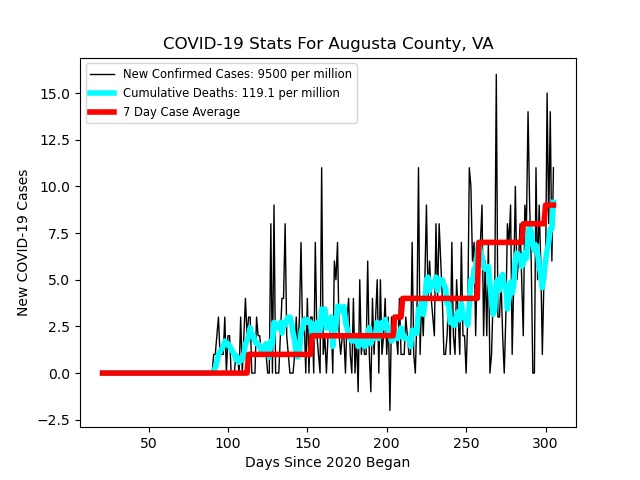 COVID-19 Stats For Augusta County, VA
New Confirmed Cases: 9500 per million
Cumulative Deaths: 119.1 per million
7 Day Case Average
15.0
12.5
10.0
7.5
5.0
2.5
0.0
−2.5
New COVID-19 Cases
50 100 150 200 250 300
Days Since 2020 Began